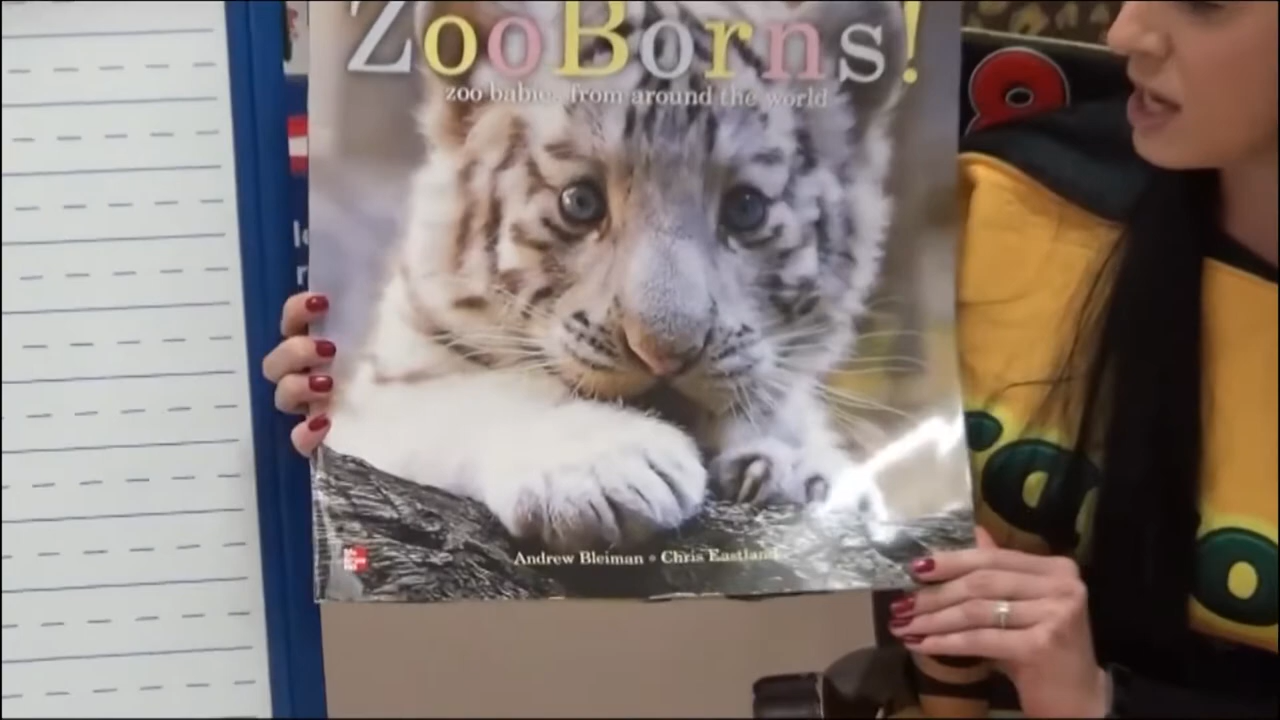 ZooBorns!
zoo babies from around the world
Andrew Bleiman • Chris Eastland